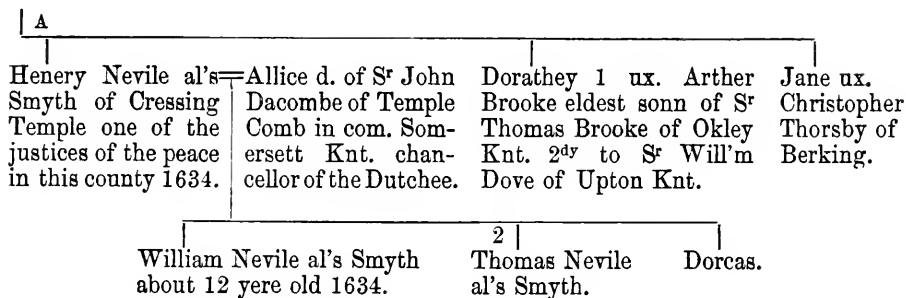 A
Henery Nevile al's=Allice d. of Sʳ John
Smyth of Cressing Dacombe of Temple
Temple one of the Comb in com. Som-
justices of the peace ersett Knt. chan-
in this county 1634. cellor of the Dutchee.
Dorathey 1 ux. Arther
Brooke eldest sonn of Sʳ
Thomas Brooke of Okley
Knt. 2ᵈʸ to Sʳ Will'm
Dove of Upton Knt.
Jane ux.
Christopher
Thorsby of
Berking.
William Nevile al's Smyth
about 12 yere old 1634.
2
Thomas Nevile
al's Smyth.
Dorcas.